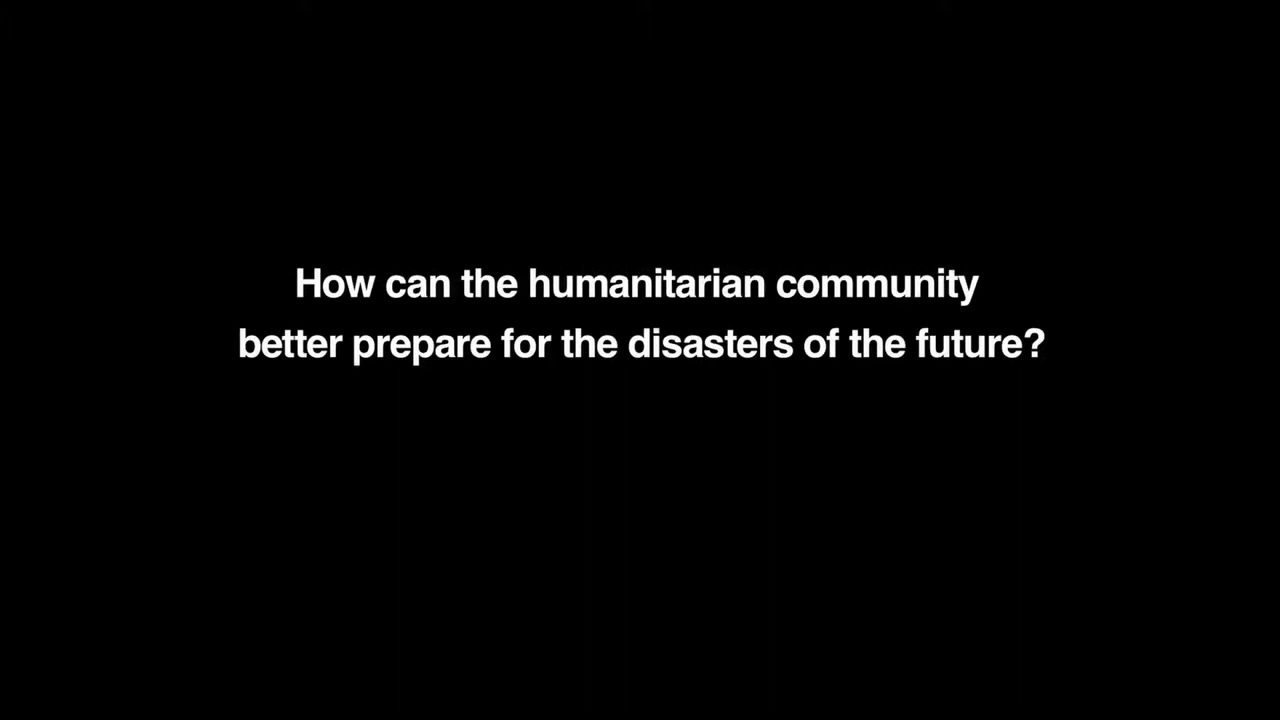 How can the humanitarian community
better prepare for the disasters of the future?